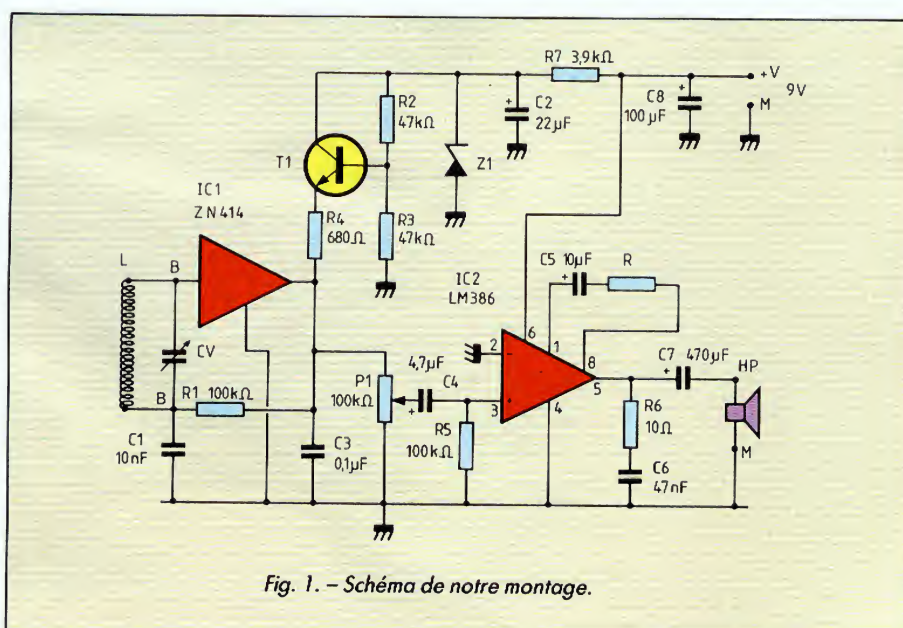 R7 3,9kΩ
+V
9V
M
C8
100µF
C2
22µF
R2
47kΩ
T1
Z1
IC1
ZN414
R4
680Ω
R3
47kΩ
L
B
CV
B
R1 100kΩ
C1
10nF
C3
0,1µF
P1
100kΩ
4,7µF
C4
R5
100kΩ
IC2
LM386
C5 10µF
R
6
1
8
2
-
3
+
4
5
C7 470µF
HP
R6
10Ω
C6
47nF
M
+
+
+
+
+
Fig. 1. – Schéma de notre montage.